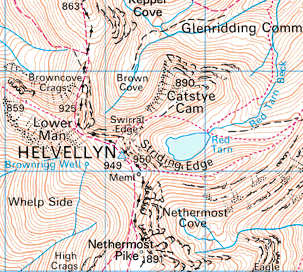 863
Kepper
Cove
Glenridding Comm
Browncove
Crags
Brown
Cove
890
Catstye
Cam
Red Tarn Beck
859
925
Lower
Man
Swirral
Edge
Striding Edge
Red
Tarn
HELVELLYN
950
Brownrigg Well
949
Meml
Whelp Side
Nethermost
Cove
High
Crags
Nethermost
Pike
891
Eagle